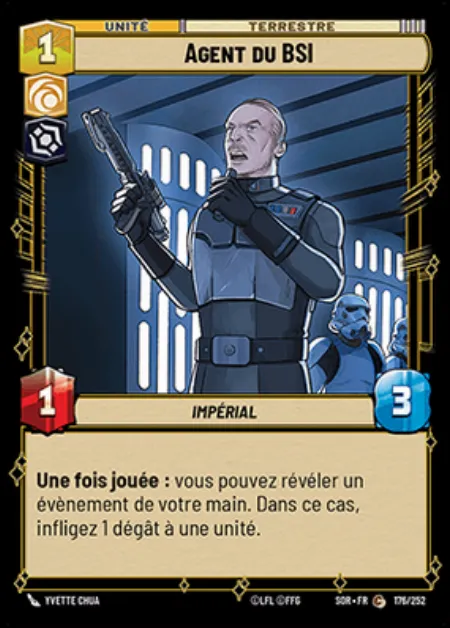 UNITÉ
TERRESTRE
1
AGENT DU BSI
1
IMPÉRIAL
3
Une fois jouée : vous pouvez révéler un
évènement de votre main. Dans ce cas,
infligez 1 dégât à une unité.
YVETTE CHUA
©LFL ©FFG
SOR • FR
C
176/252